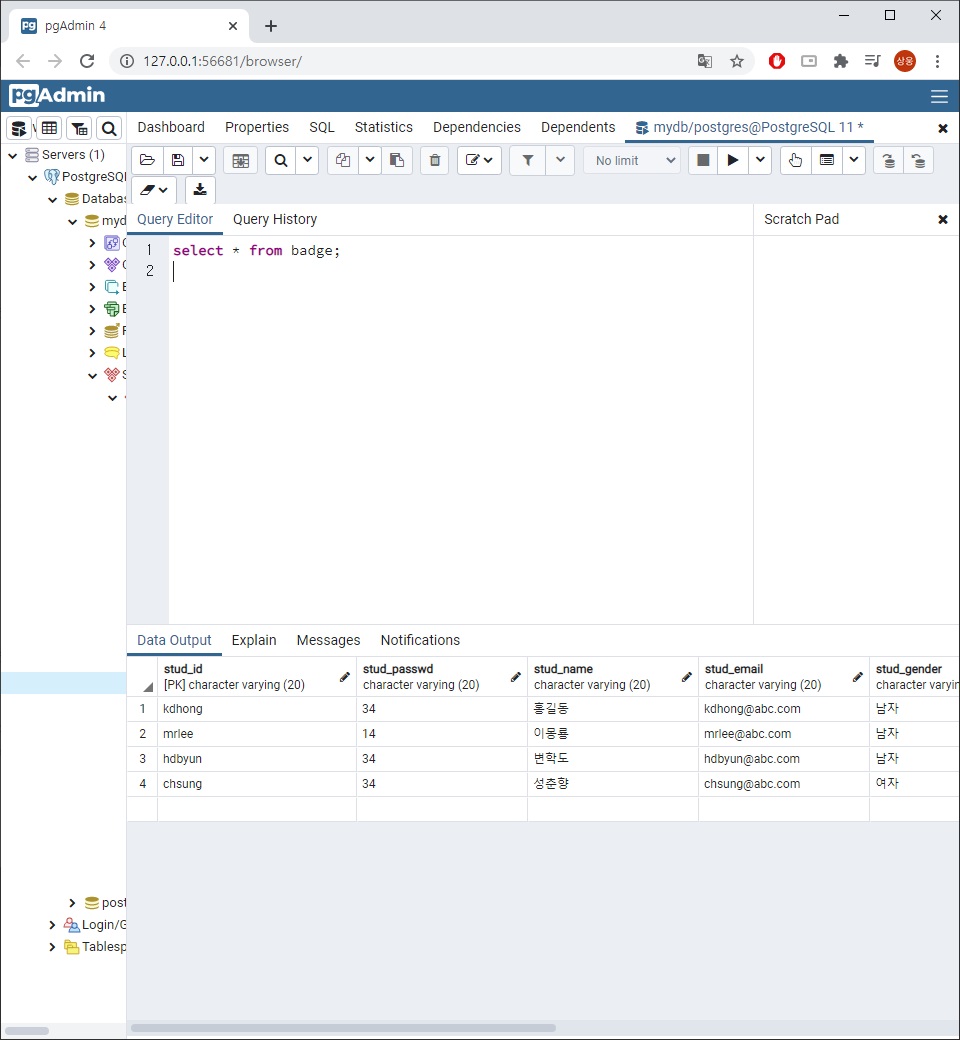 pgAdmin 4
127.0.0.1:56681/browser/
상웅
pgAdmin
Dashboard Properties SQL Statistics Dependencies Dependents mydb/postgres@PostgreSQL 11 *
Servers (1)
PostgreSQL
Databas
myd
No limit
Query Editor Query History Scratch Pad
1 select * from badge;
2
Data Output Explain Messages Notifications
stud_id stud_passwd stud_name stud_email stud_gender
[PK] character varying (20) character varying (20) character varying (20) character varying (20) character varyin
1 kdhong 34 홍길동 kdhong@abc.com 남자
2 mrlee 14 이몽룡 mrlee@abc.com 남자
3 hdbyun 34 변학도 hdbyun@abc.com 남자
4 chsung 34 성춘향 chsung@abc.com 여자
post
Login/G
Tablesp